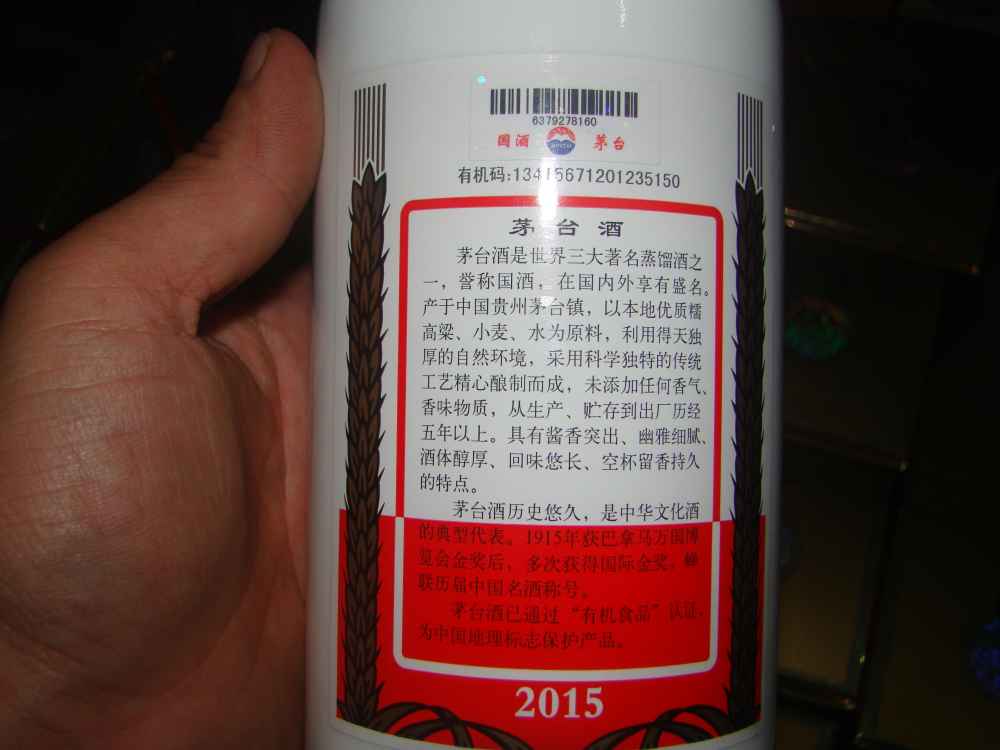 6379278160
国酒 茅台
有机码:13415671201235150
茅台酒
茅台酒是世界三大著名蒸馏酒之
一，誉称国酒，在国内外享有盛名。
产于中国贵州茅台镇，以本地优质糯
高粱、小麦、水为原料，利用得天独
厚的自然环境，采用科学独特的传统
工艺精心酿制而成，未添加任何香气、
香味物质，从生产、贮存到出厂历经
五年以上。具有酱香突出、幽雅细腻、
酒体醇厚、回味悠长、空杯留香持久
的特点。
茅台酒历史悠久，是中华文化酒
的典型代表。1915年获巴拿马万国博
览会金奖后，多次获得国际金奖，蝉
联历届中国名酒称号。
茅台酒已通过“有机食品”认证，
为中国地理标志保护产品。
2015